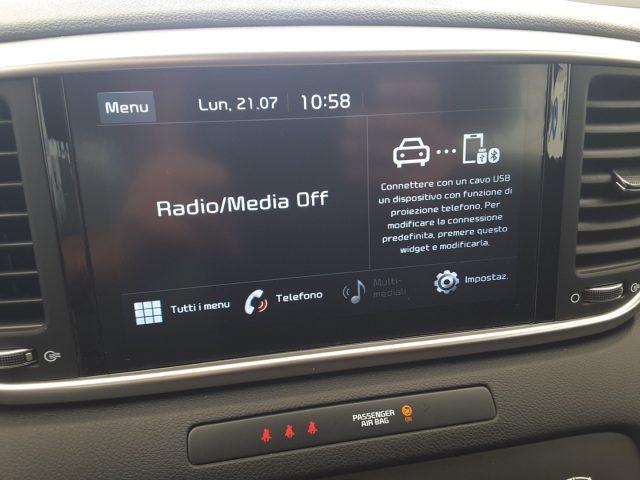 Menu
Lun, 21.07
10:58
Radio/Media Off
Connettere con un cavo USB
un dispositivo con funzione di
proiezione telefono. Per
modificare la connessione
predefinita, premere questo
widget e modificarla.
Tutti i menu
Telefono
Multi-
mediali
Impostaz.
PASSENGER
AIR BAG